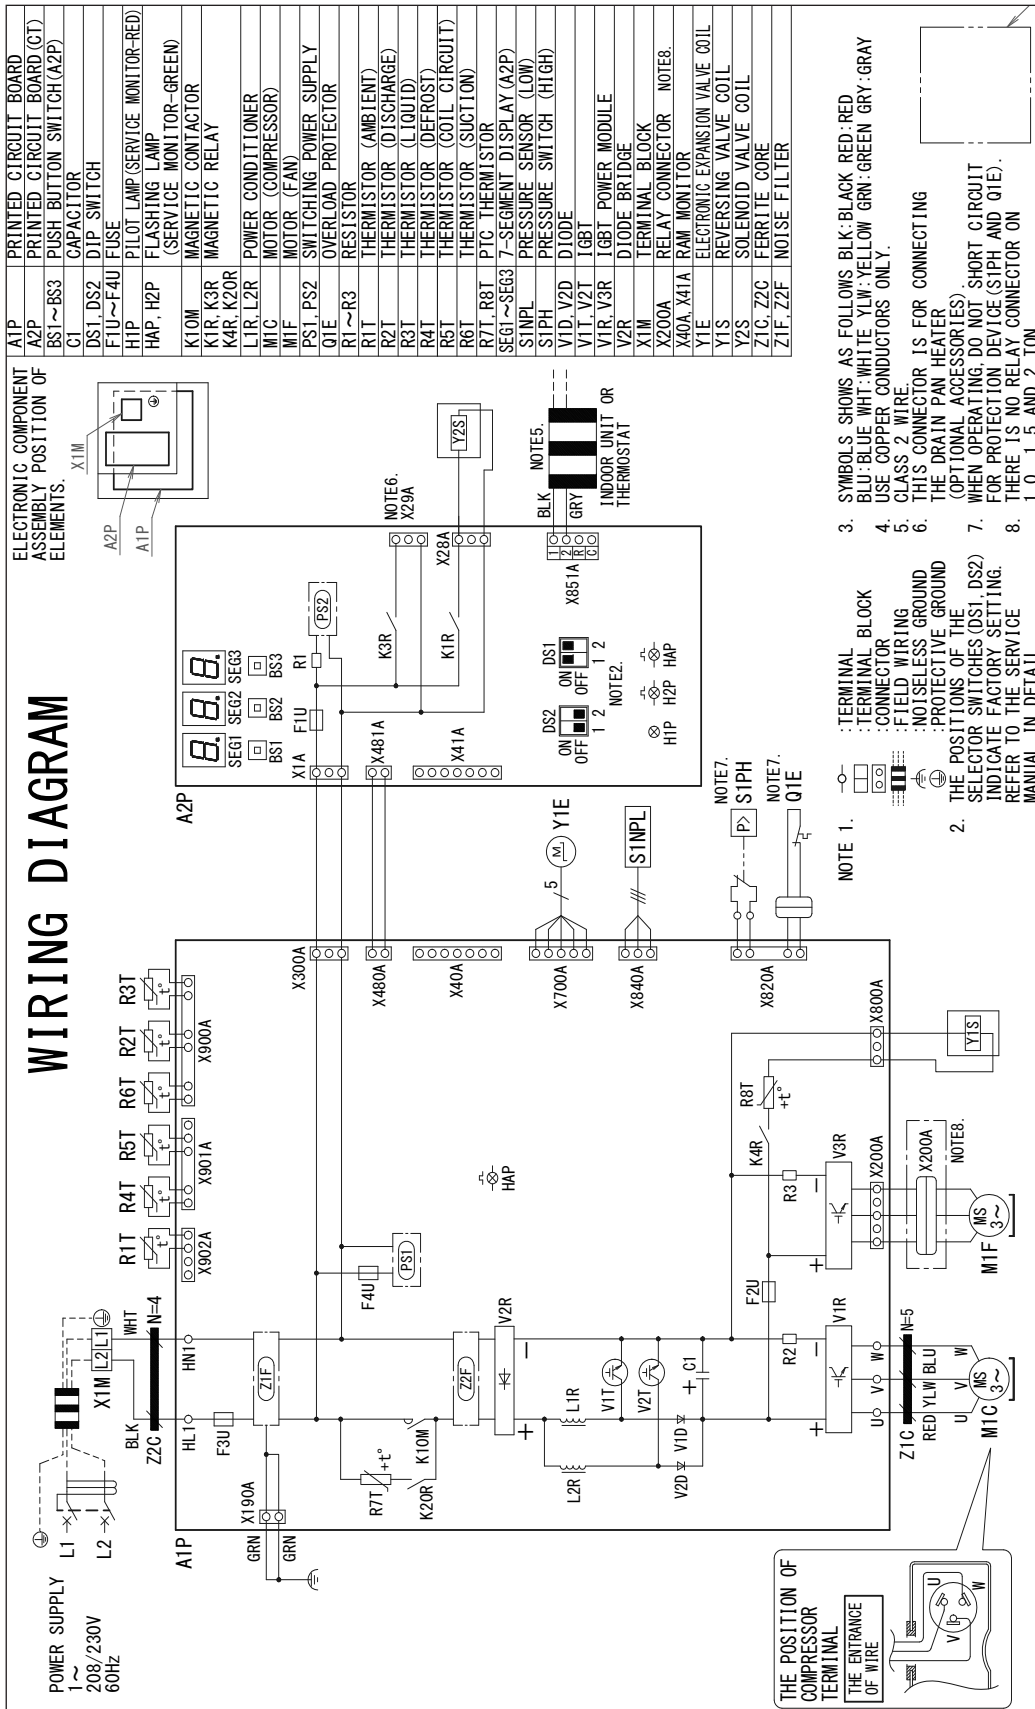 WIRING DIAGRAM
POWER SUPPLY
1~
208/230V
60Hz
L1
L2
X1M
L2 L1
BLK
WHT
Z2C
N=4
HL1
HN1
A1P
F3U
X190A
GRN
GRN
Z1F
R7T
+t°
K20R
K10M
Z2F
V2R
+
−
L1R
L2R
V1T
V2T
V1D
V2D
+
C1
R2
V1R
+
−
U V W
Z1C
N=5
RED YLW BLU
U V W
MS
3~
M1C
F4U
PS1
F2U
HAP
R1T
t°
R4T
t°
R5T
t°
R6T
t°
R2T
t°
R3T
t°
X902A
X901A
X900A
K4R
R8T
+t°
R3
V3R
+
−
X200A
X200A
NOTE8.
MS
3~
M1F
X800A
Y1S
X300A
X480A
X40A
X700A
X840A
X820A
5
M
Y1E
S1NPL
NOTE7.
P> S1PH
NOTE7.
Q1E
A2P
SEG1 SEG2 SEG3
BS1 BS2 BS3
X1A
F1U
R1
PS2
X481A
X41A
K3R
K1R
NOTE6.
X29A
X28A
Y2S
DS2
ON
OFF
1 2
DS1
ON
OFF
1 2
NOTE2.
H1P H2P HAP
X851A
1
2
R
C
BLK
GRY
NOTE5.
INDOOR UNIT OR
THERMOSTAT
ELECTRONIC COMPONENT
ASSEMBLY POSITION OF
ELEMENTS.
A2P
X1M
A1P
THE POSITION OF
COMPRESSOR
TERMINAL
THE ENTRANCE
OF WIRE
U
V
W
A1P PRINTED CIRCUIT BOARD
A2P PRINTED CIRCUIT BOARD(CT)
BS1~BS3 PUSH BUTTON SWITCH(A2P)
C1 CAPACITOR
DS1,DS2 DIP SWITCH
F1U~F4U FUSE
H1P PILOT LAMP(SERVICE MONITOR-RED)
HAP,H2P FLASHING LAMP
(SERVICE MONITOR-GREEN)
K10M MAGNETIC CONTACTOR
K1R,K3R MAGNETIC RELAY
K4R,K20R
L1R,L2R POWER CONDITIONER
M1C MOTOR (COMPRESSOR)
M1F MOTOR (FAN)
PS1,PS2 SWITCHING POWER SUPPLY
Q1E OVERLOAD PROTECTOR
R1~R3 RESISTOR
R1T THERMISTOR (AMBIENT)
R2T THERMISTOR (DISCHARGE)
R3T THERMISTOR (LIQUID)
R4T THERMISTOR (DEFROST)
R5T THERMISTOR (COIL CIRCUIT)
R6T THERMISTOR (SUCTION)
R7T,R8T PTC THERMISTOR
SEG1~SEG3 7-SEGMENT DISPLAY(A2P)
S1NPL PRESSURE SENSOR (LOW)
S1PH PRESSURE SWITCH (HIGH)
V1D,V2D DIODE
V1T,V2T IGBT
V1R,V3R IGBT POWER MODULE
V2R DIODE BRIDGE
X1M TERMINAL BLOCK
X200A RELAY CONNECTOR NOTE8.
X40A,X41A RAM MONITOR
Y1E ELECTRONIC EXPANSION VALVE COIL
Y1S REVERSING VALVE COIL
Y2S SOLENOID VALVE COIL
Z1C,Z2C FERRITE CORE
Z1F,Z2F NOISE FILTER
NOTE 1.
:TERMINAL
:TERMINAL BLOCK
:CONNECTOR
:FIELD WIRING
:NOISELESS GROUND
:PROTECTIVE GROUND
2. THE POSITIONS OF THE
SELECTOR SWITCHES(DS1,DS2)
INDICATE FACTORY SETTING.
REFER TO THE SERVICE
MANUAL IN DETAIL
3. SYMBOLS SHOWS AS FOLLOWS BLK:BLACK RED:RED
BLU:BLUE WHT:WHITE YLW:YELLOW GRN:GREEN GRY:GRAY
4. USE COPPER CONDUCTORS ONLY.
5. CLASS 2 WIRE.
6. THIS CONNECTOR IS FOR CONNECTING
THE DRAIN PAN HEATER
(OPTIONAL ACCESSORIES).
7. WHEN OPERATING,DO NOT SHORT CIRCUIT
FOR PROTECTION DEVICE(S1PH AND Q1E).
8. THERE IS NO RELAY CONNECTOR ON
1.0, 1.5 AND 2 TON